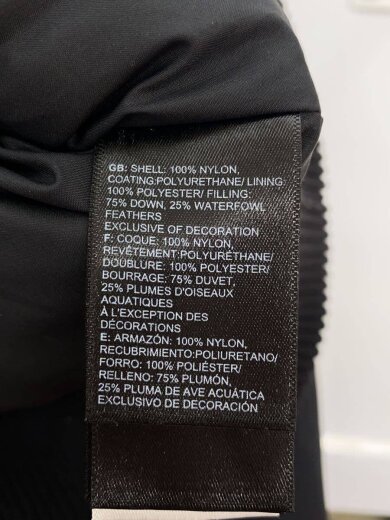 GB: SHELL: 100% NYLON,
COATING:POLYURETHANE/ LINING:
100% POLYESTER/ FILLING:
75% DOWN, 25% WATERFOWL
FEATHERS
EXCLUSIVE OF DECORATION
F: COQUE: 100% NYLON,
REVÊTEMENT:POLYURÉTHANE/
DOUBLURE: 100% POLYESTER/
BOURRAGE: 75% DUVET,
25% PLUMES D'OISEAUX
AQUATIQUES
À L'EXCEPTION DES
DÉCORATIONS
E: ARMAZÓN: 100% NYLON,
RECUBRIMIENTO:POLIURETANO/
FORRO: 100% POLIÉSTER/
RELLENO: 75% PLUMÓN,
25% PLUMA DE AVE ACUÁTICA
EXCLUSIVO DE DECORACIÓN